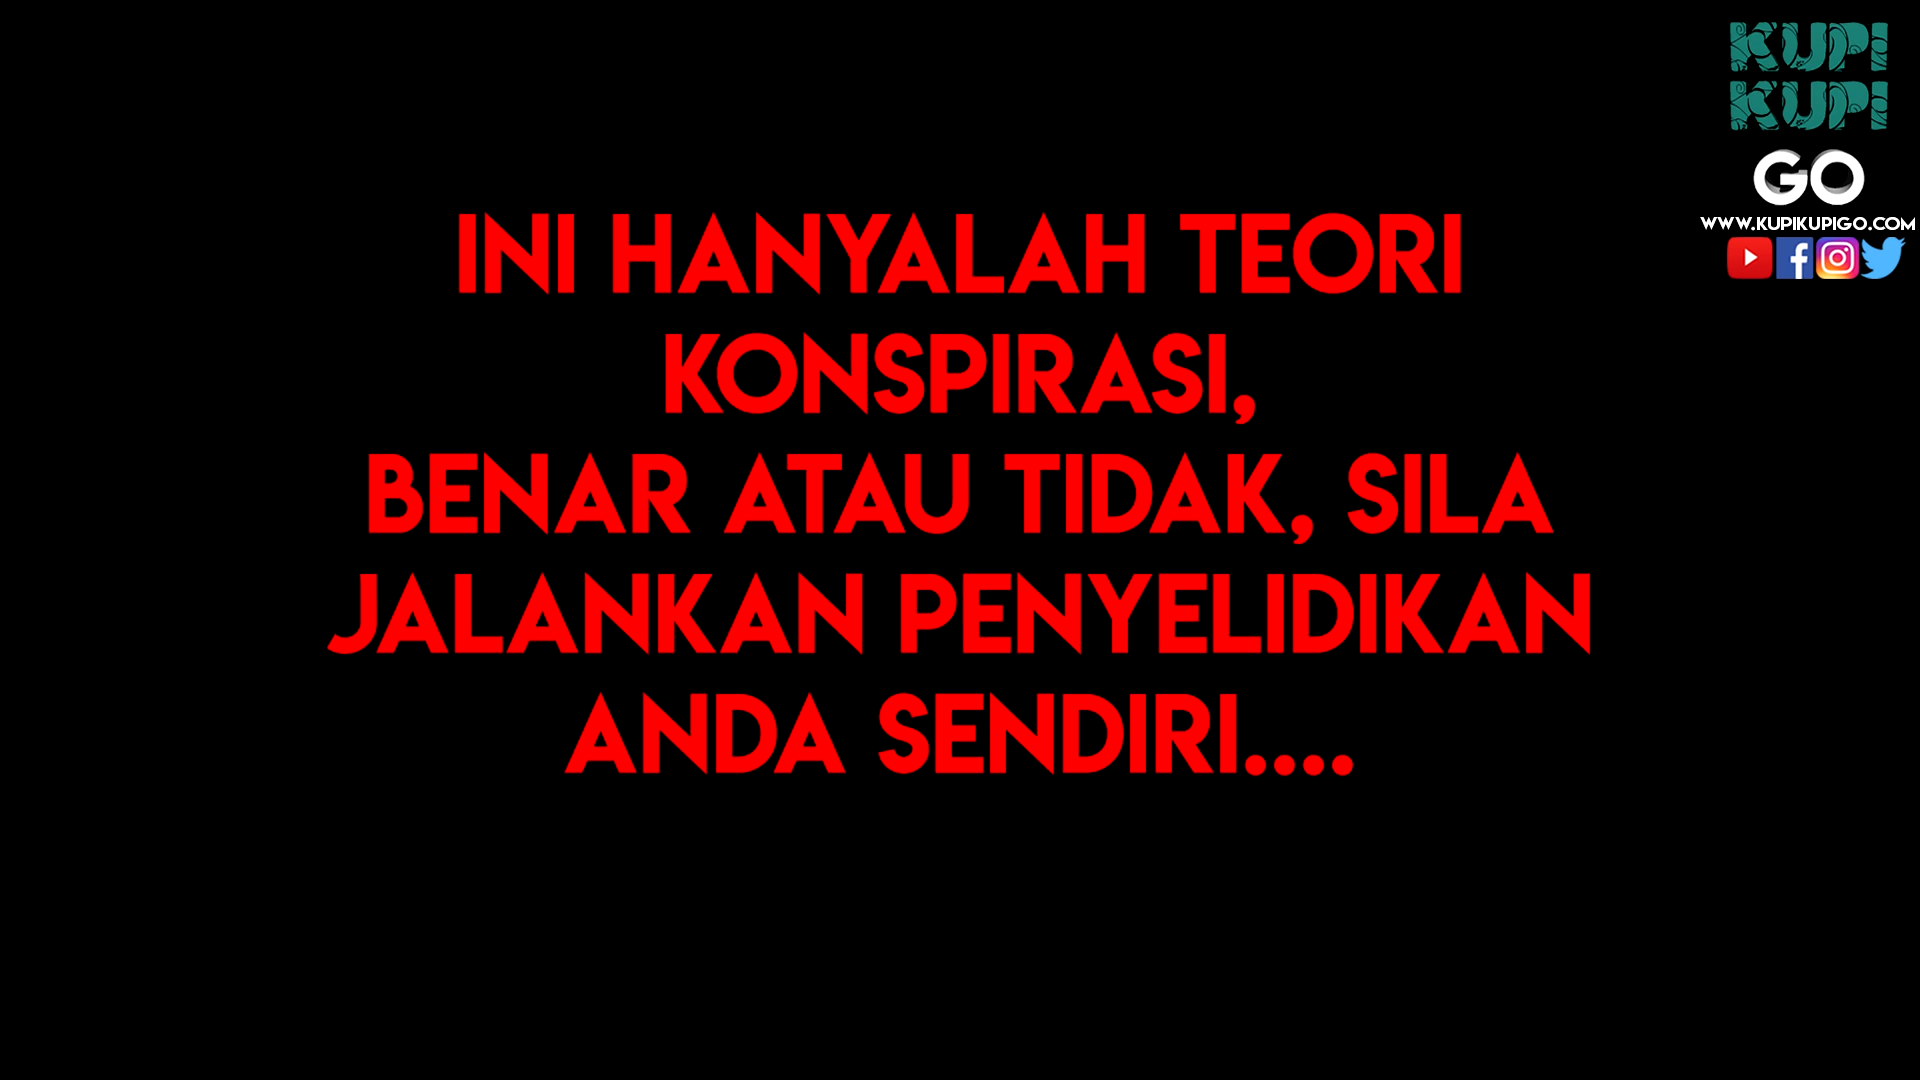 INI HANYALAH TEORI
KONSPIRASI,
BENAR ATAU TIDAK, SILA
JALANKAN PENYELIDIKAN
ANDA SENDIRI....
KUPI
KUPI
GO
WWW.KUPIKUPIGO.COM